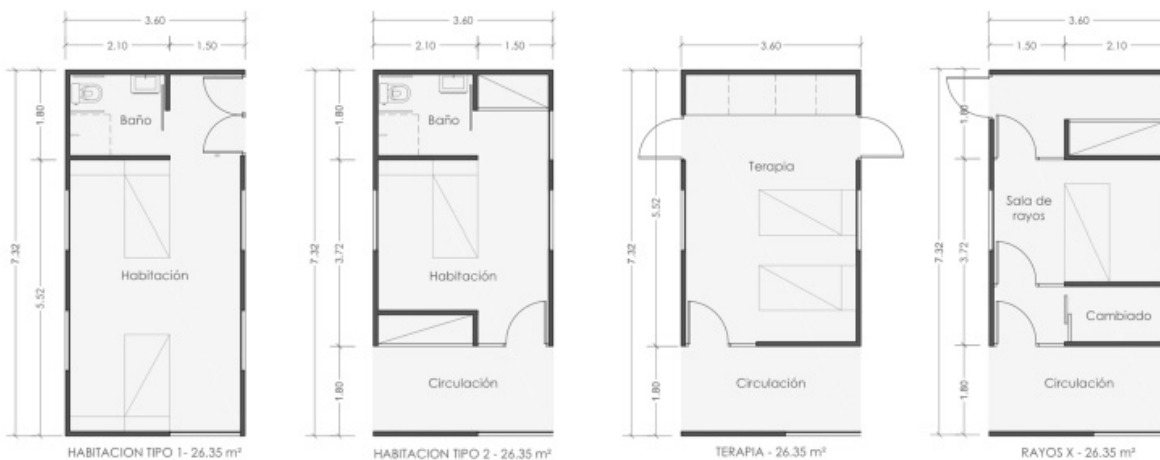 3.60
2.10
1.50
1.80
5.52
7.32
Baño
Habitación
HABITACION TIPO 1- 26.35 m²
3.60
2.10
1.50
1.80
3.72
7.32
1.80
Baño
Habitación
Circulación
HABITACION TIPO 2 - 26.35 m²
3.60
5.52
7.32
1.80
Terapia
Circulación
TERAPIA - 26.35 m²
3.60
1.50
2.10
1.80
3.72
7.32
1.80
Sala de
rayos
Cambiado
Circulación
RAYOS X - 26.35 m²